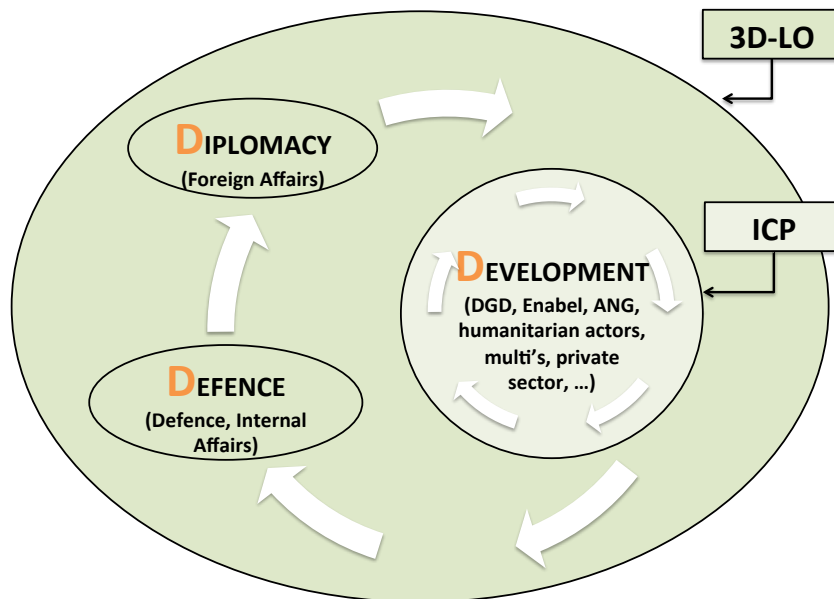 3D-LO
DIPLOMACY
(Foreign Affairs)
ICP
DEVELOPMENT
(DGD, Enabel, ANG,
humanitarian actors,
multi's, private
sector, …)
DEFENCE
(Defence, Internal
Affairs)